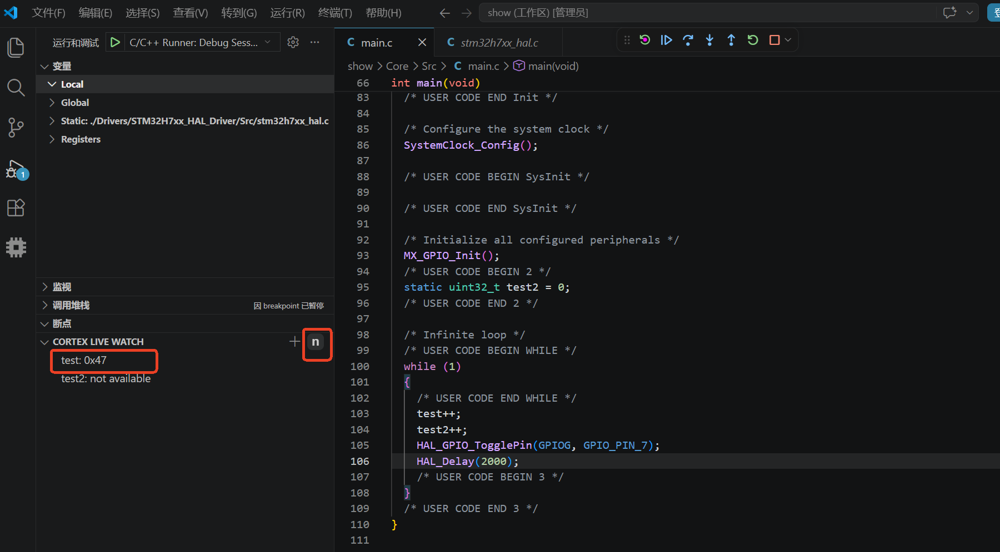 文件(F) 编辑(E) 选择(S) 查看(V) 转到(G) 运行(R) 终端(T) 帮助(H) show (工作区) [管理员] 登
运行和调试 C/C++ Runner: Debug Sess...
变量
Local
Global
Static: ./Drivers/STM32H7xx_HAL_Driver/Src/stm32h7xx_hal.c
Registers
1
监视
调用堆栈 因 breakpoint 已暂停
断点
CORTEX LIVE WATCH n
test: 0x47
test2: not available
C main.c C stm32h7xx_hal.c
show > Core > Src > C main.c > main(void)
66 int main(void)
83 /* USER CODE END Init */
84
85 /* Configure the system clock */
86 SystemClock_Config();
87
88 /* USER CODE BEGIN SysInit */
89
90 /* USER CODE END SysInit */
91
92 /* Initialize all configured peripherals */
93 MX_GPIO_Init();
94 /* USER CODE BEGIN 2 */
95 static uint32_t test2 = 0;
96 /* USER CODE END 2 */
97
98 /* Infinite loop */
99 /* USER CODE BEGIN WHILE */
100 while (1)
101 {
102 /* USER CODE END WHILE */
103 test++;
104 test2++;
105 HAL_GPIO_TogglePin(GPIOG, GPIO_PIN_7);
106 HAL_Delay(2000);
107 /* USER CODE BEGIN 3 */
108 }
109 /* USER CODE END 3 */
110 }
111